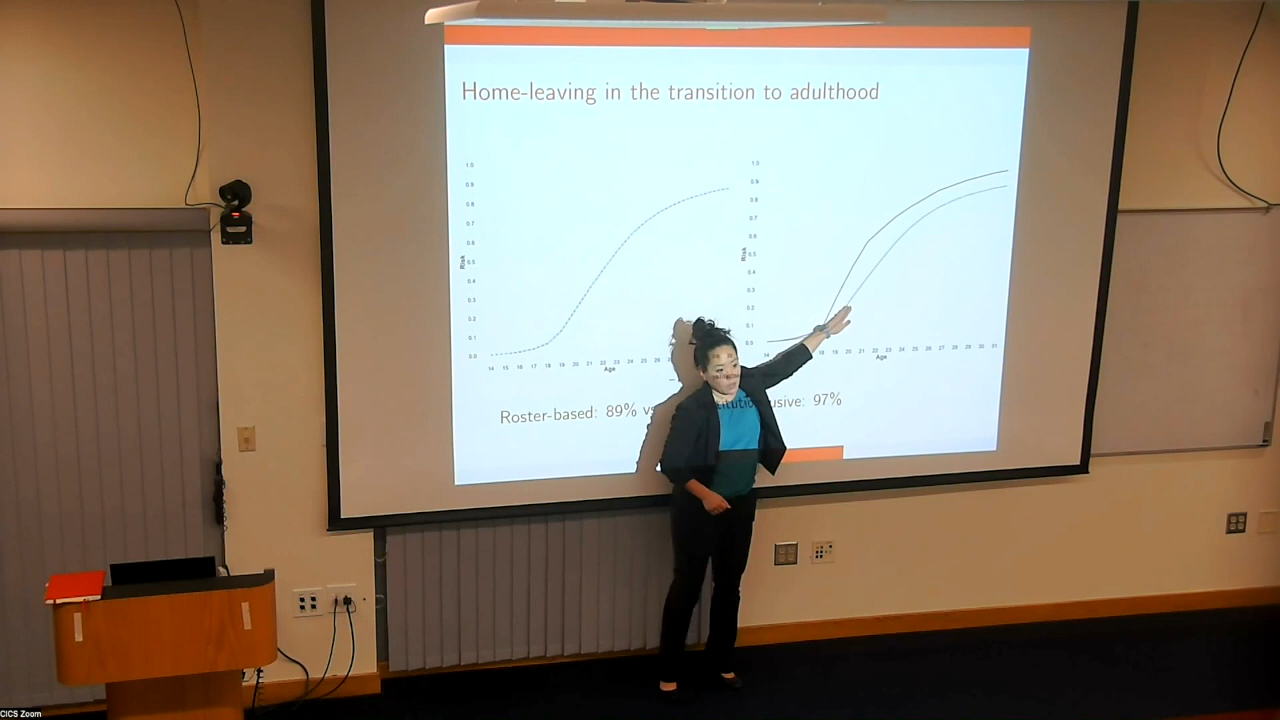 Home-leaving in the transition to adulthood
1.0
0.9
0.8
0.7
0.6
0.5
0.4
0.3
0.2
0.1
0.0
Risk
14 15 16 17 18 19 20 21 22 23 24 25 26
Age
1.0
0.9
0.8
0.7
0.6
0.5
0.4
0.3
0.2
0.1
0.0
Risk
14 18 19 20 21 22 23 24 25 26 27 28 29 30 31
Age
Roster-based: 89% vs 97%
CICS Zoom